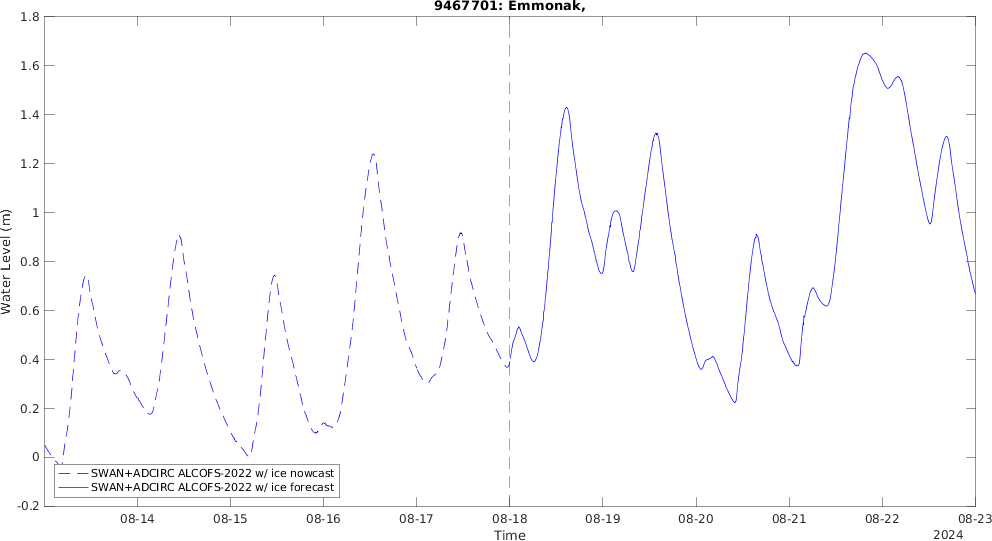 9467701: Emmonak,
1.8
1.6
1.4
1.2
1
0.8
0.6
0.4
0.2
0
-0.2
Water Level (m)
SWAN+ADCIRC ALCOFS-2022 w/ ice nowcast
SWAN+ADCIRC ALCOFS-2022 w/ ice forecast
08-14 08-15 08-16 08-17 08-18 08-19 08-20 08-21 08-22 08-23
Time
2024